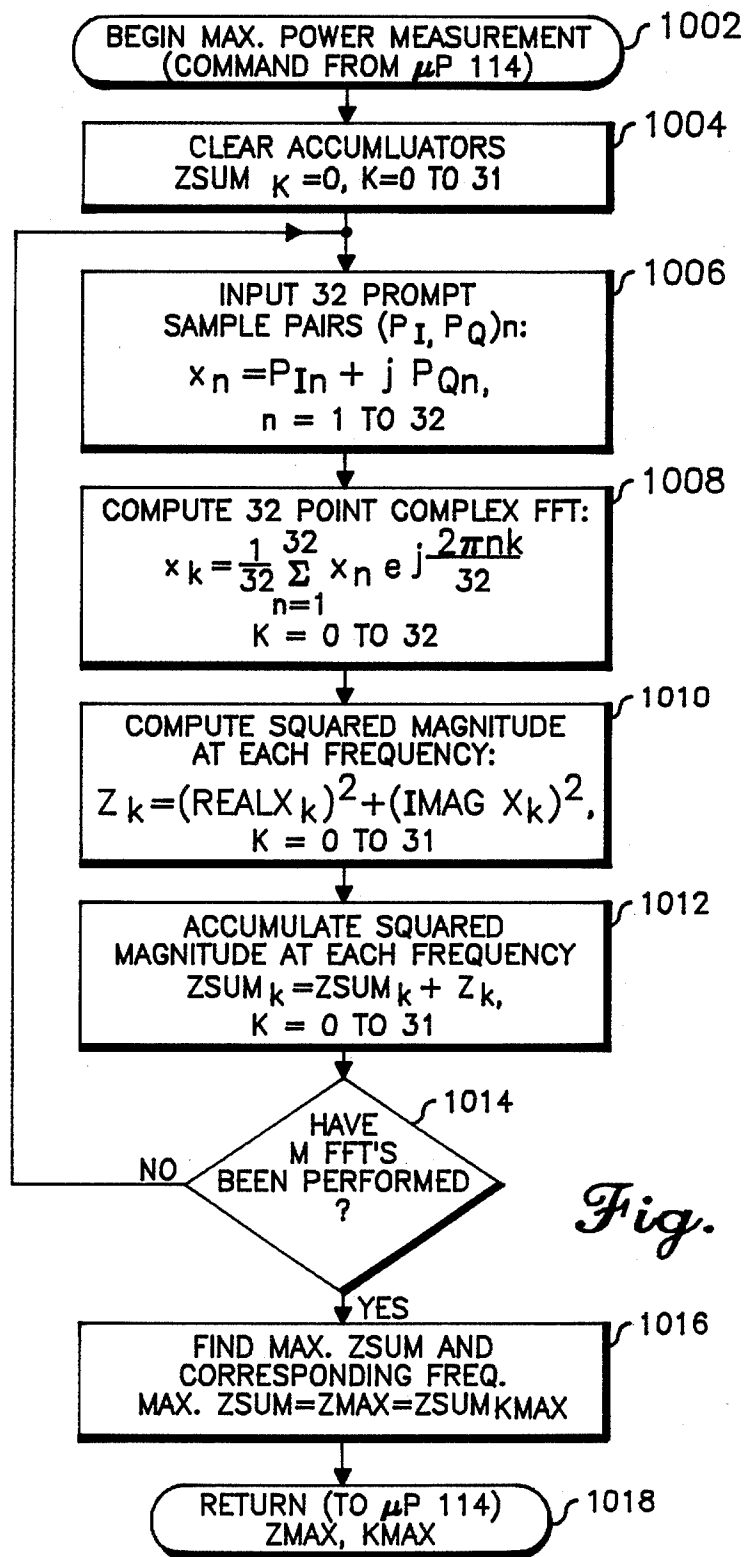 BEGIN MAX. POWER MEASUREMENT
(COMMAND FROM μP 114)
1002
CLEAR ACCUMLUATORS
ZSUM K =0, K=0 TO 31
1004
INPUT 32 PROMPT
SAMPLE PAIRS (PI, PQ)n:
xn =PIn + j PQn,
n = 1 TO 32
1006
COMPUTE 32 POINT COMPLEX FFT:
xk = 1/32 32Σn=1 xn e j 2πnk/32
K = 0 TO 32
1008
COMPUTE SQUARED MAGNITUDE
AT EACH FREQUENCY:
Zk =(REALXk)2+(IMAG Xk)2,
K = 0 TO 31
1010
ACCUMULATE SQUARED
MAGNITUDE AT EACH FREQUENCY
ZSUMk=ZSUMk+ Zk,
K = 0 TO 31
1012
HAVE
M FFT'S
BEEN PERFORMED
?
1014
NO
YES
Fig.
FIND MAX. ZSUM AND
CORRESPONDING FREQ.
MAX. ZSUM=ZMAX=ZSUMKMAX
1016
RETURN (TO μP 114)
ZMAX, KMAX
1018